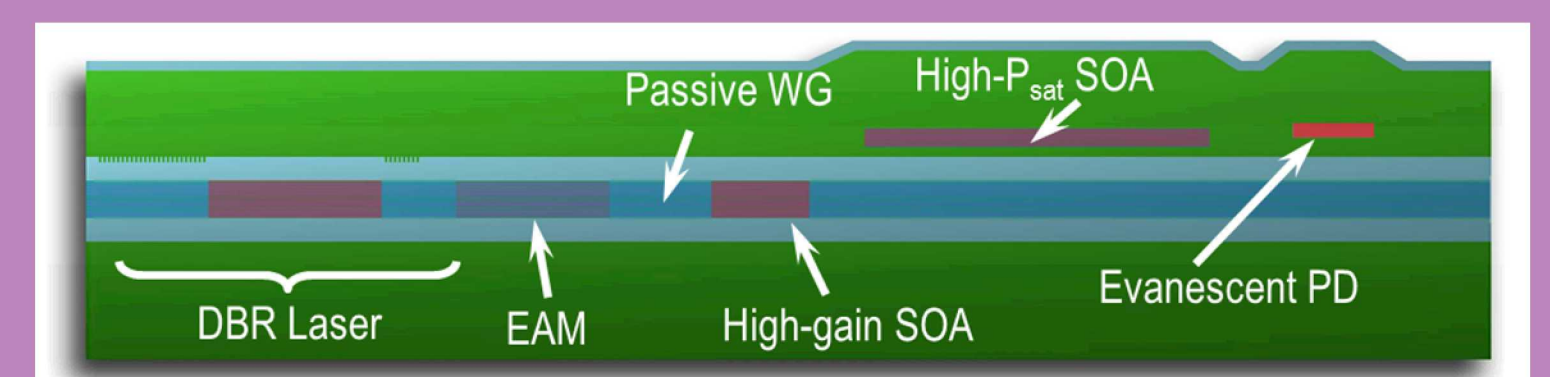 Passive WG
High-Psat SOA
DBR Laser
EAM
High-gain SOA
Evanescent PD